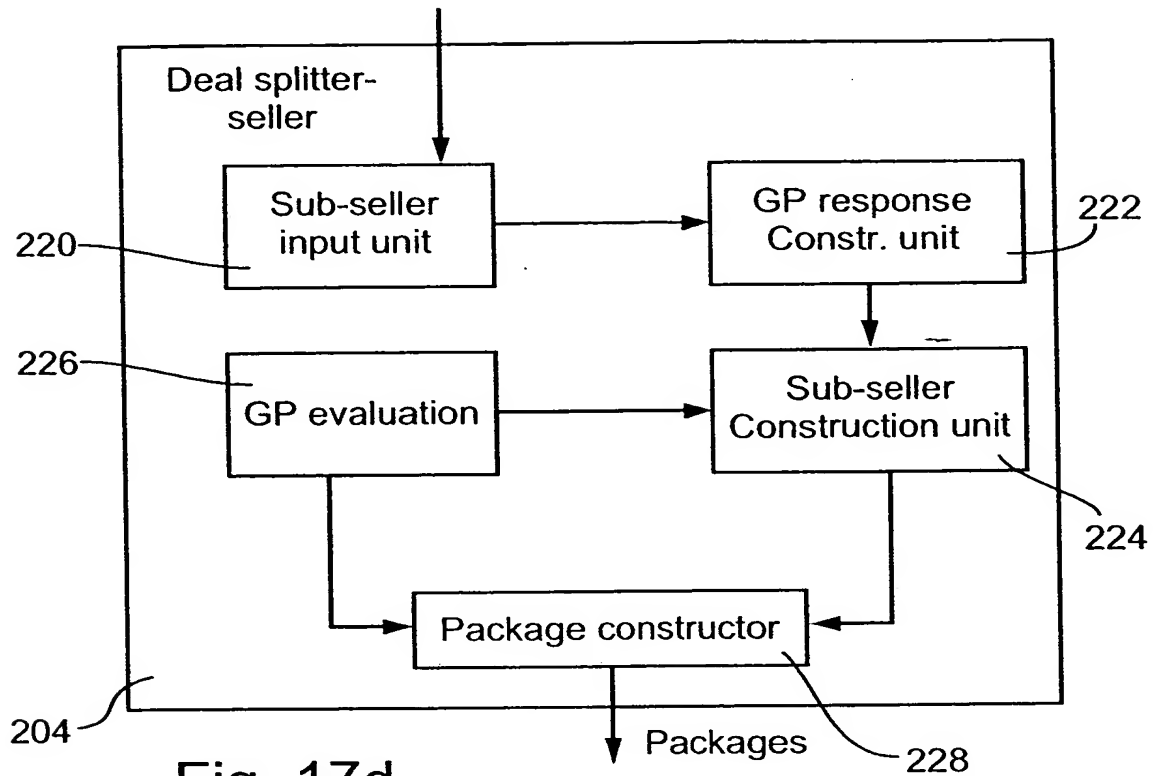 Deal splitter-
seller
Sub-seller
input unit
GP response
Constr. unit
222
220
226
GP evaluation
Sub-seller
Construction unit
224
Package constructor
204
Packages
228
Fig. 17d